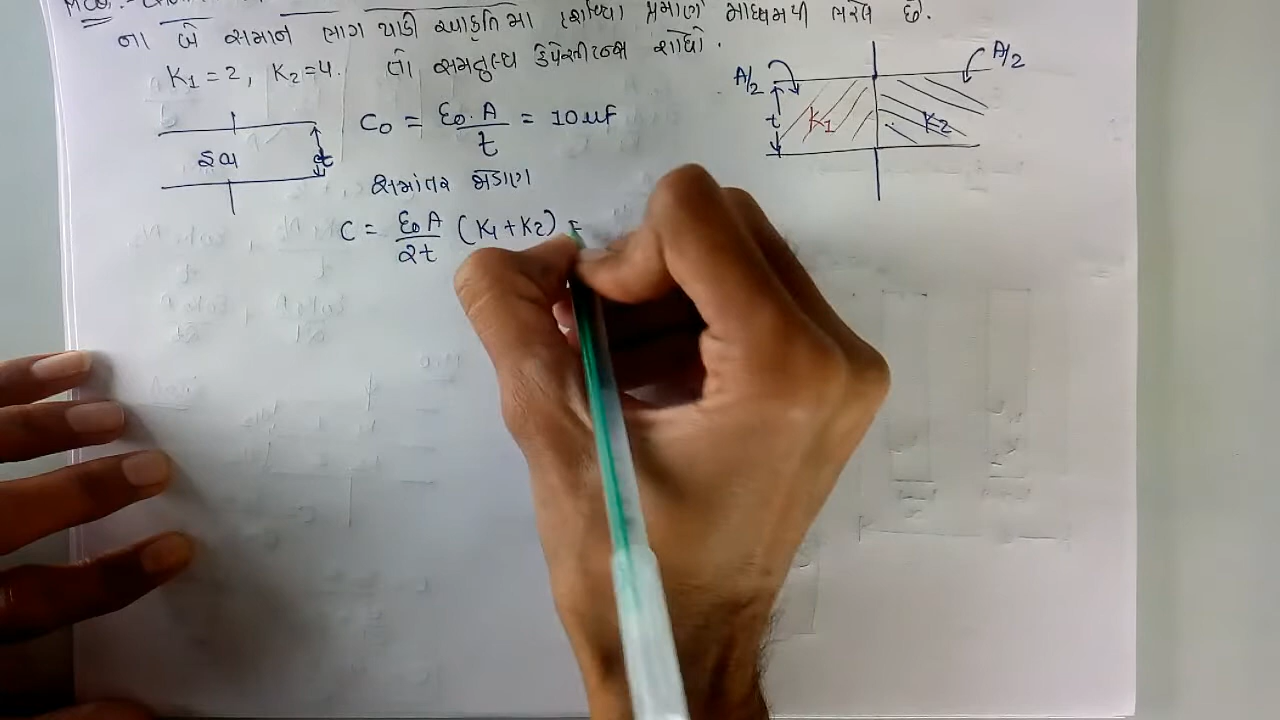 MCQ:-
ના બે સમાન ભાગ પાડી આકૃતિમાં દર્શાવ્યા પ્રમાણે માધ્યમથી ભરેલ છે.
K₁ = 2, K₂ = 4. તો સમતુલ્ય કેપેસીટન્સ શોધો.
A/2 A/2
હવા t
C₀ = ε₀.A/t = 10 μf
t K₁ K₂
સમાંતર જોડાણ
C = ε₀A/2t (K₁ + K₂) =